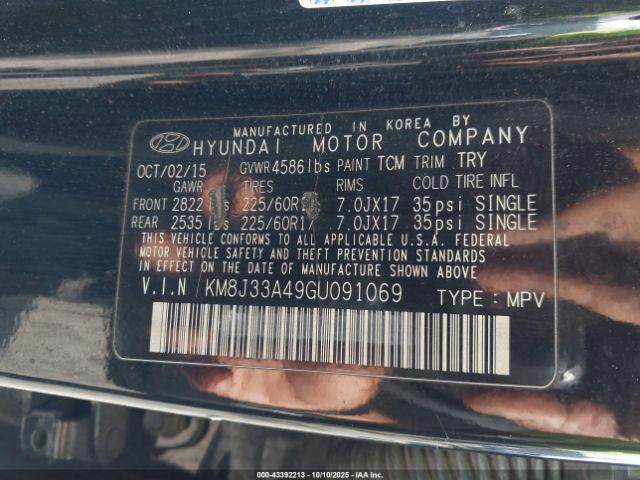 MANUFACTURED IN KOREA BY
HYUNDAI MOTOR COMPANY
OCT/02/15 GVWR 4586lbs PAINT TCM TRIM TRY
GAWR TIRES RIMS COLD TIRE INFL
FRONT 2822 225/60R 7.0JX17 35psi SINGLE
REAR 2535 lbs 225/60R17 7.0JX17 35psi SINGLE
THIS VEHICLE CONFORMS TO ALL APPLICABLE U.S.A. FEDERAL
MOTOR VEHICLE SAFETY AND THEFT PREVENTION STANDARDS IN
EFFECT ON THE DATE OF MANUFACTURE SHOWN ABOVE.
V.I.N KM8J33A49GU091069 TYPE : MPV
000-43392213 - 10/10/2025 - IAA Inc.